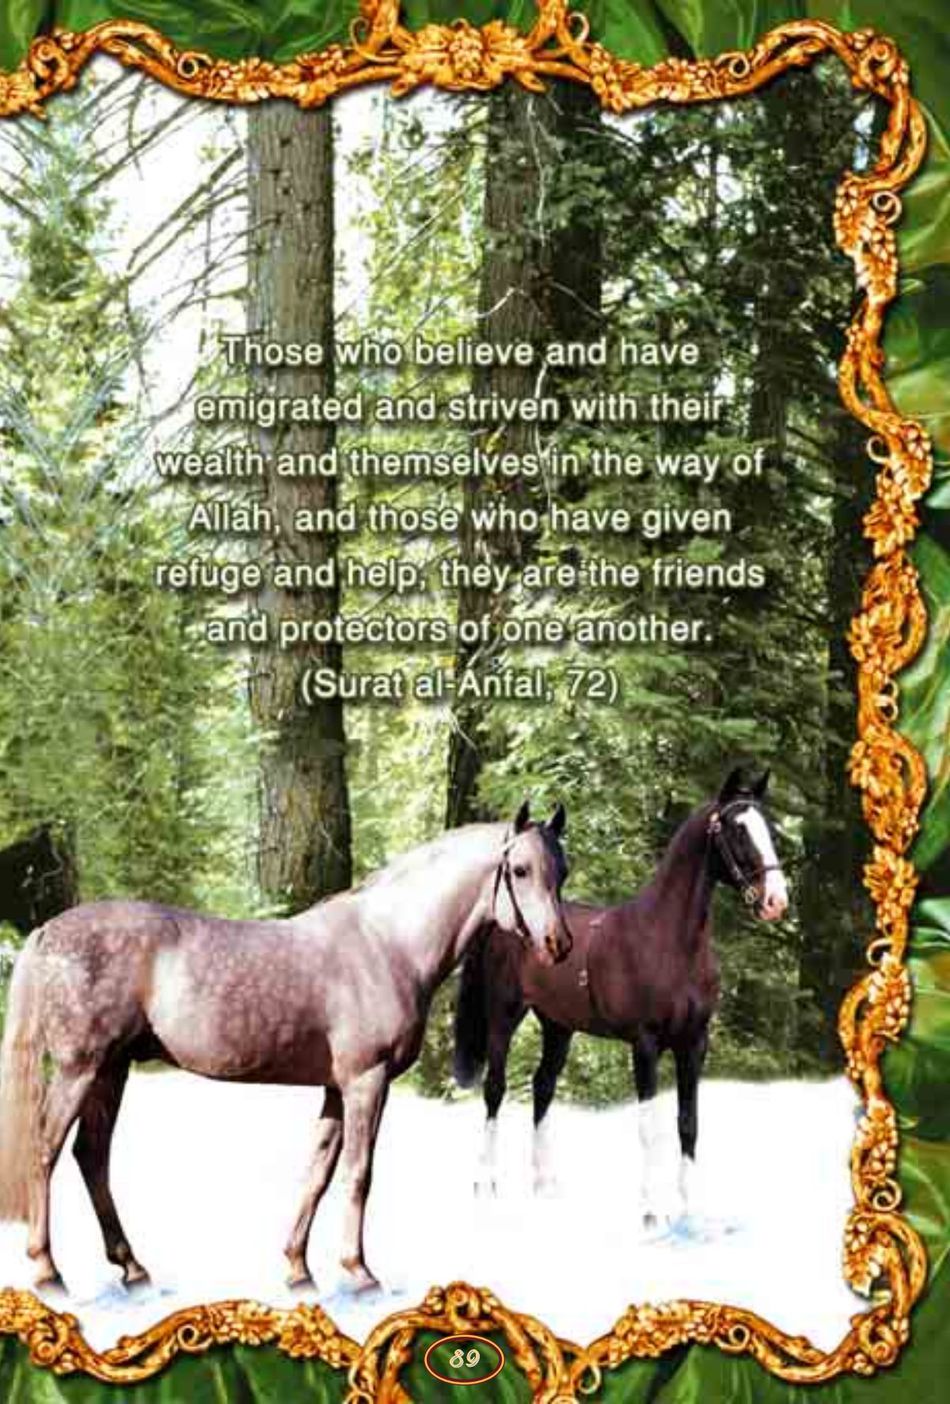 Those who believe and have
emigrated and striven with their
wealth and themselves in the way of
Allah, and those who have given
refuge and help, they are the friends
and protectors of one another.
(Surat al-Anfal, 72)
89